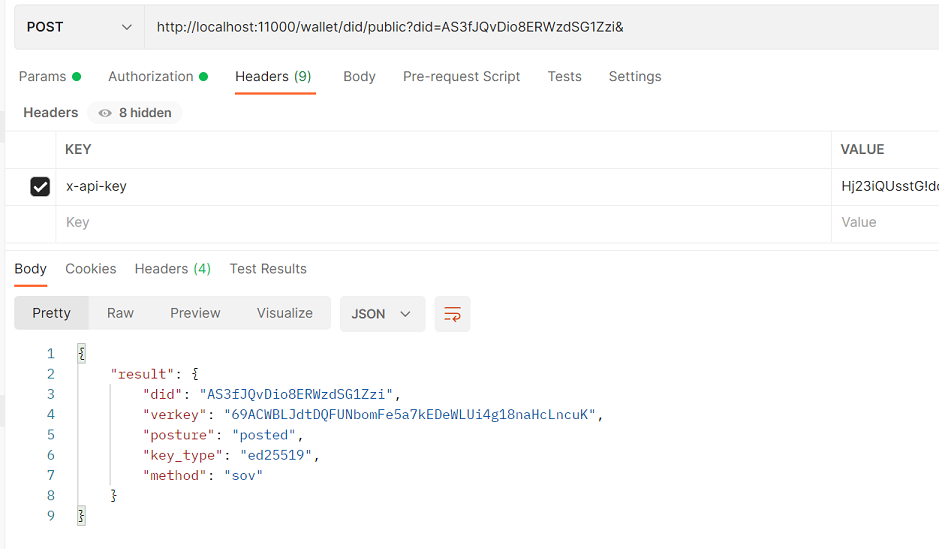 POST http://localhost:11000/wallet/did/public?did=AS3fJQvDio8ERWzdSG1Zzi&
Params Authorization Headers (9) Body Pre-request Script Tests Settings
Headers 8 hidden
KEY VALUE
x-api-key Hj23iQUsstG!dc
Key Value
Body Cookies Headers (4) Test Results
Pretty Raw Preview Visualize JSON
1 {
2 "result": {
3 "did": "AS3fJQvDio8ERWzdSG1Zzi",
4 "verkey": "69ACWBLJdtDQFUNbomFe5a7kEDeWLUi4g18naHcLncuK",
5 "posture": "posted",
6 "key_type": "ed25519",
7 "method": "sov"
8 }
9 }